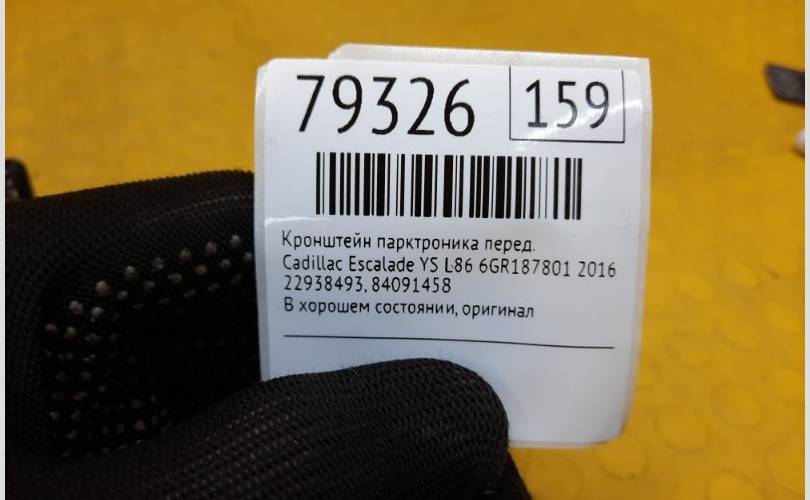 79326 159
Кронштейн парктроника перед.
Cadillac Escalade YS L86 6GR187801 2016
22938493, 84091458
В хорошем состоянии, оригинал